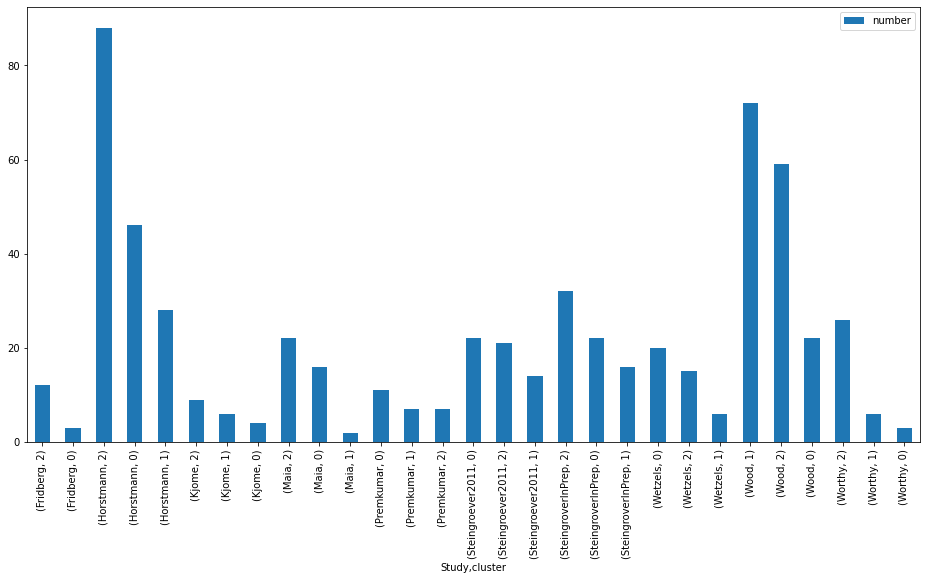 number
80
60
40
20
0
(Fridberg, 2)
(Fridberg, 0)
(Horstmann, 2)
(Horstmann, 0)
(Horstmann, 1)
(Kjome, 2)
(Kjome, 1)
(Kjome, 0)
(Maia, 2)
(Maia, 0)
(Maia, 1)
(Premkumar, 0)
(Premkumar, 1)
(Premkumar, 2)
(Steingroever2011, 0)
(Steingroever2011, 2)
(Steingroever2011, 1)
(SteingroverInPrep, 2)
(SteingroverInPrep, 0)
(SteingroverInPrep, 1)
(Wetzels, 0)
(Wetzels, 2)
(Wetzels, 1)
(Wood, 1)
(Wood, 2)
(Wood, 0)
(Worthy, 2)
(Worthy, 1)
(Worthy, 0)
Study,cluster